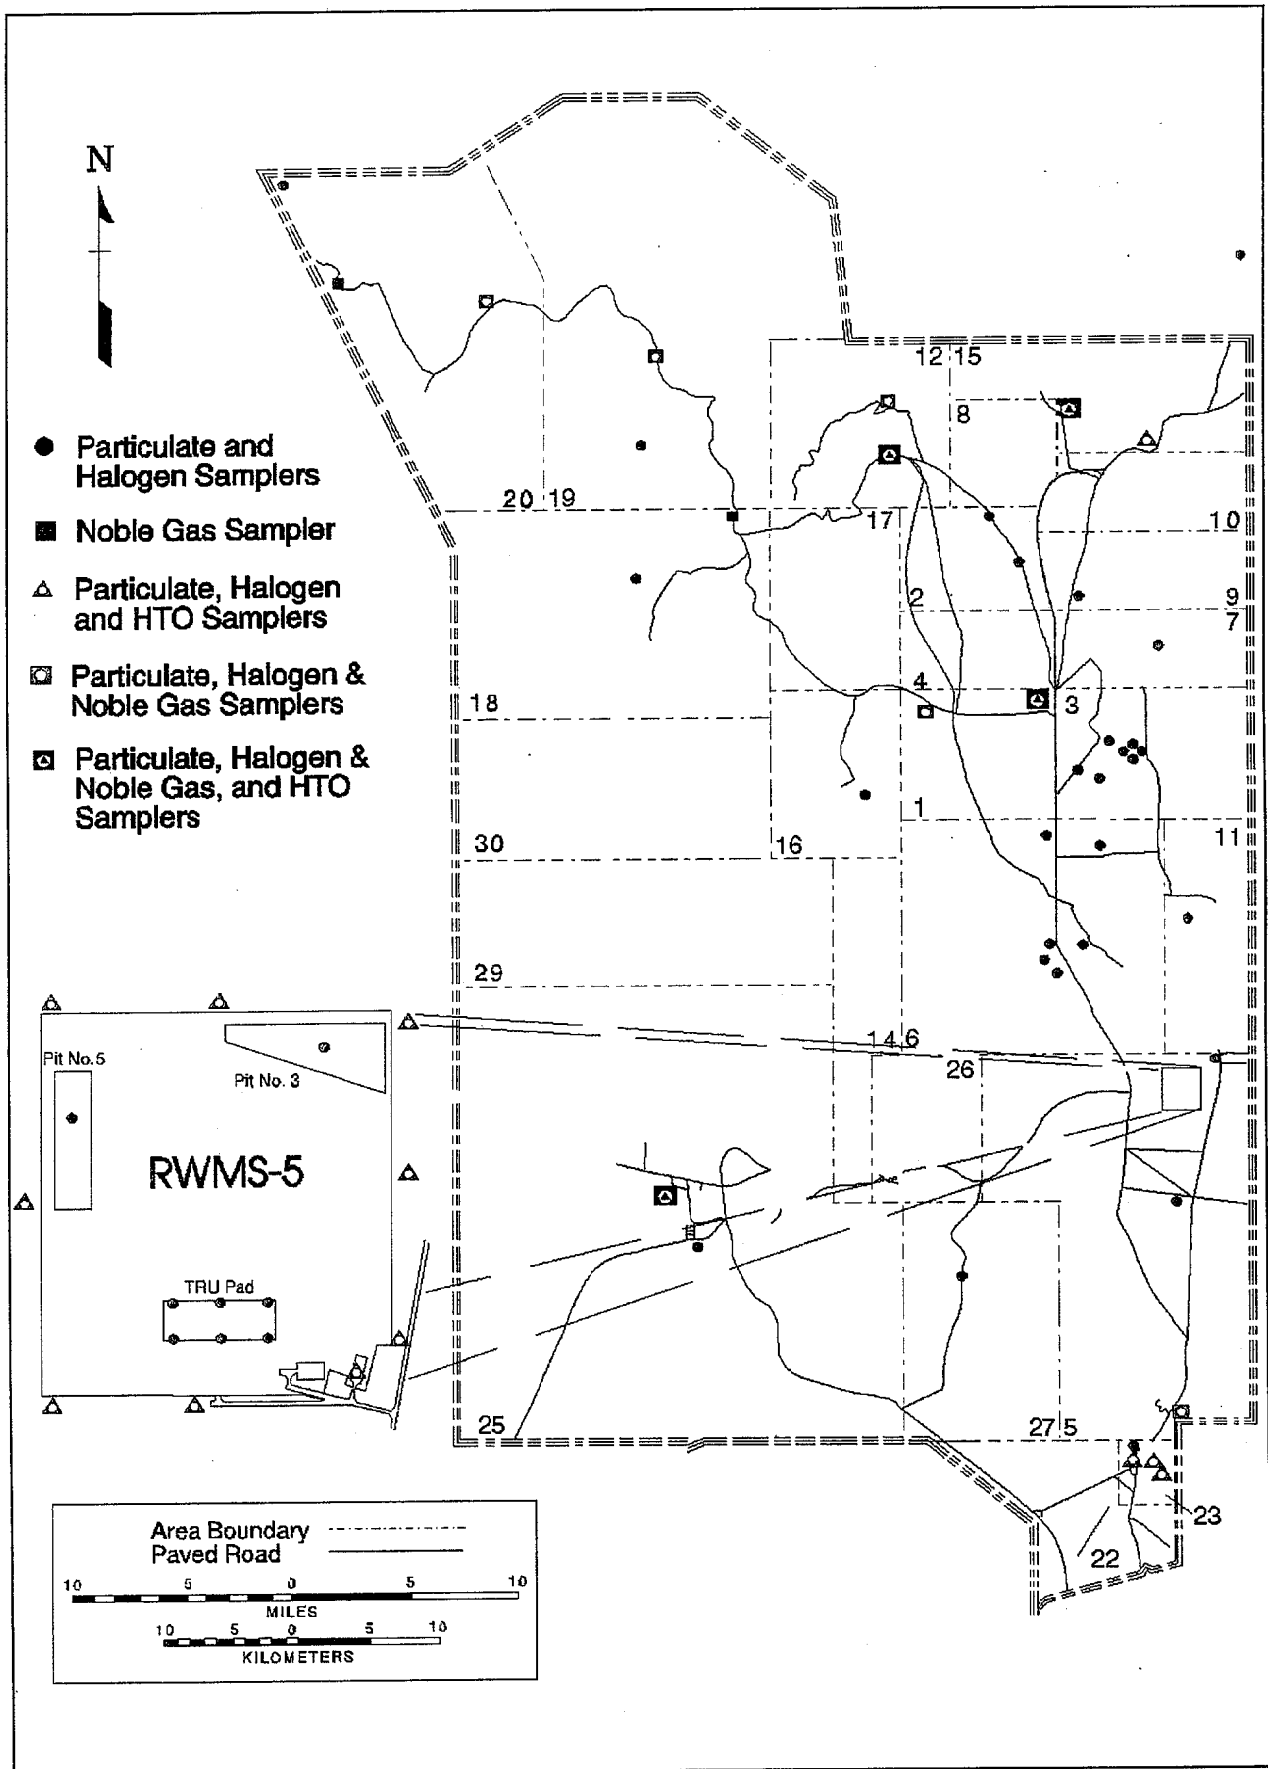 N
Particulate and
Halogen Samplers
Noble Gas Sampler
Particulate, Halogen
and HTO Samplers
Particulate, Halogen &
Noble Gas Samplers
Particulate, Halogen &
Noble Gas, and HTO
Samplers
12 15
8
20 19
17
10
2
9
7
4
18
3
1
11
30
16
29
14 6
26
Pit No. 5
Pit No. 3
RWMS-5
TRU Pad
25
27 5
23
22
Area Boundary
Paved Road
10 5 0 5 10
MILES
10 5 0 5 10
KILOMETERS